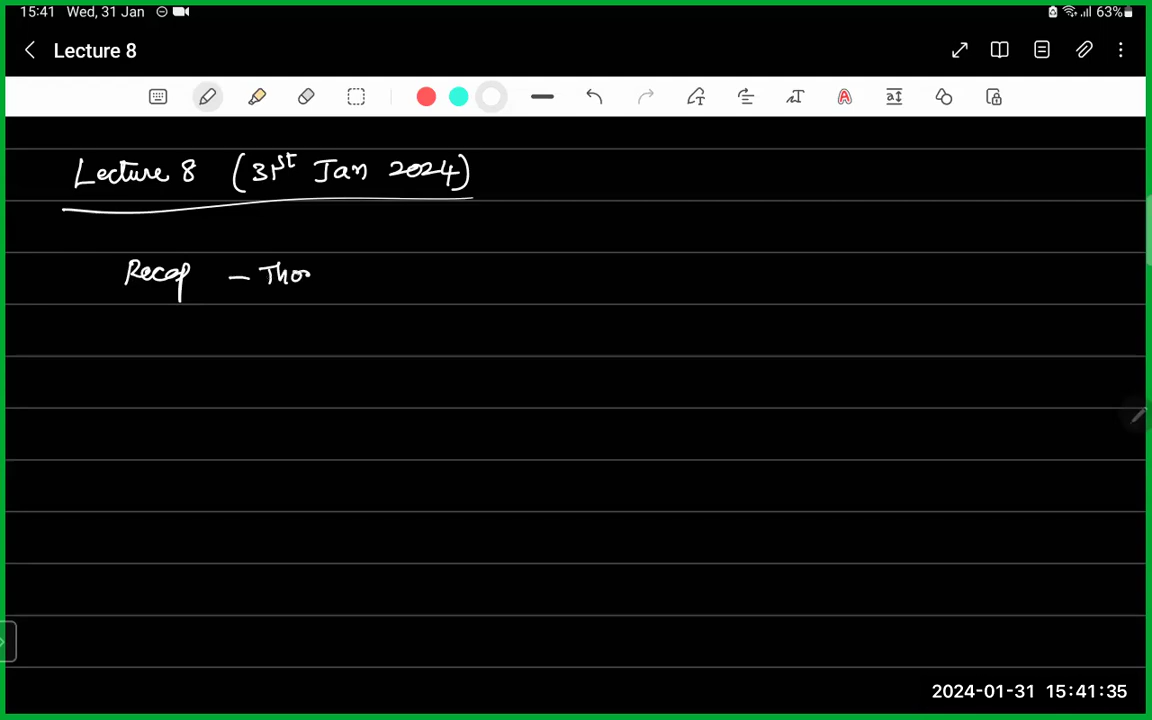 15:41 Wed, 31 Jan 63%
Lecture 8
Lecture 8 (31st Jan 2024)
Recap - Tho
2024-01-31 15:41:35